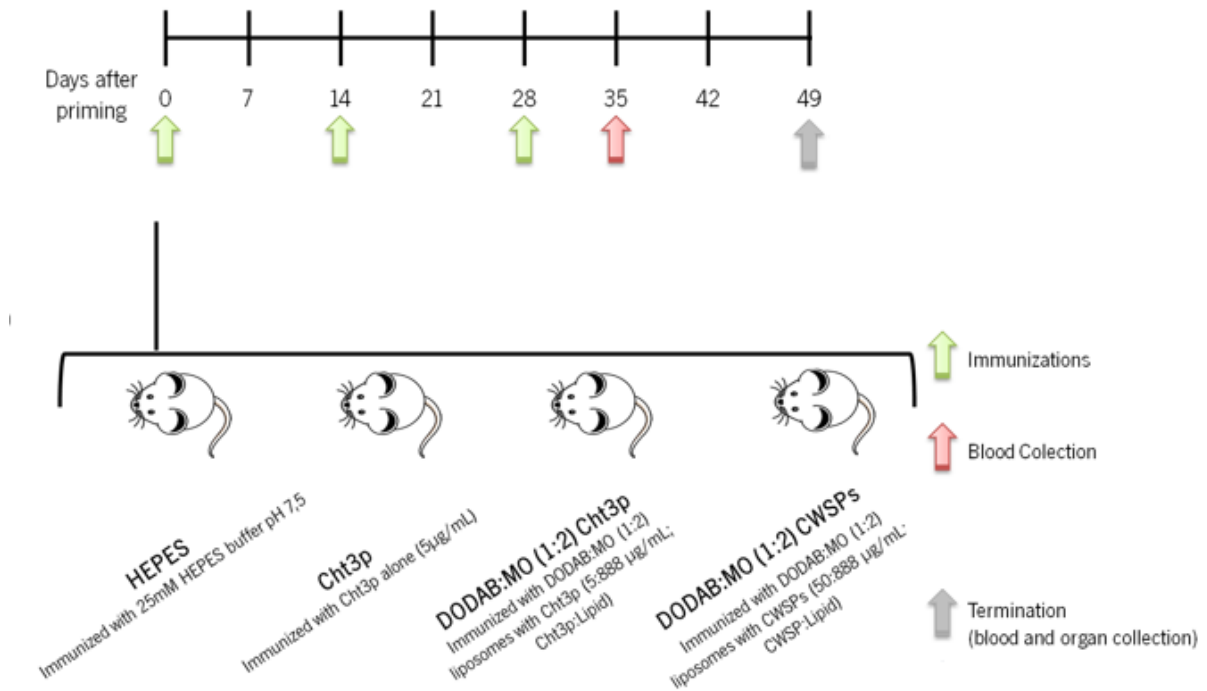 Days after
priming
0 7 14 21 28 35 42 49
Immunizations
Blood Colection
Termination
(blood and organ collection)
HEPES
Immunized with 25mM HEPES buffer pH 7,5
Cht3p
Immunized with Cht3p alone (5µg/mL)
DODAB:MO (1:2) Cht3p
Immunized with DODAB:MO (1:2)
liposomes with Cht3p (5:888 µg/mL;
Cht3p:Lipid)
DODAB:MO (1:2) CWSPs
Immunized with DODAB:MO (1:2)
liposomes with CWSPs (50:888 µg/mL;
CWSP:Lipid)